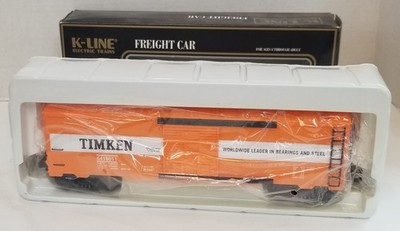 K-LINE
ELECTRIC TRAINS
FREIGHT CAR
TIMKEN
WORLDWIDE LEADER IN BEARINGS AND STEEL